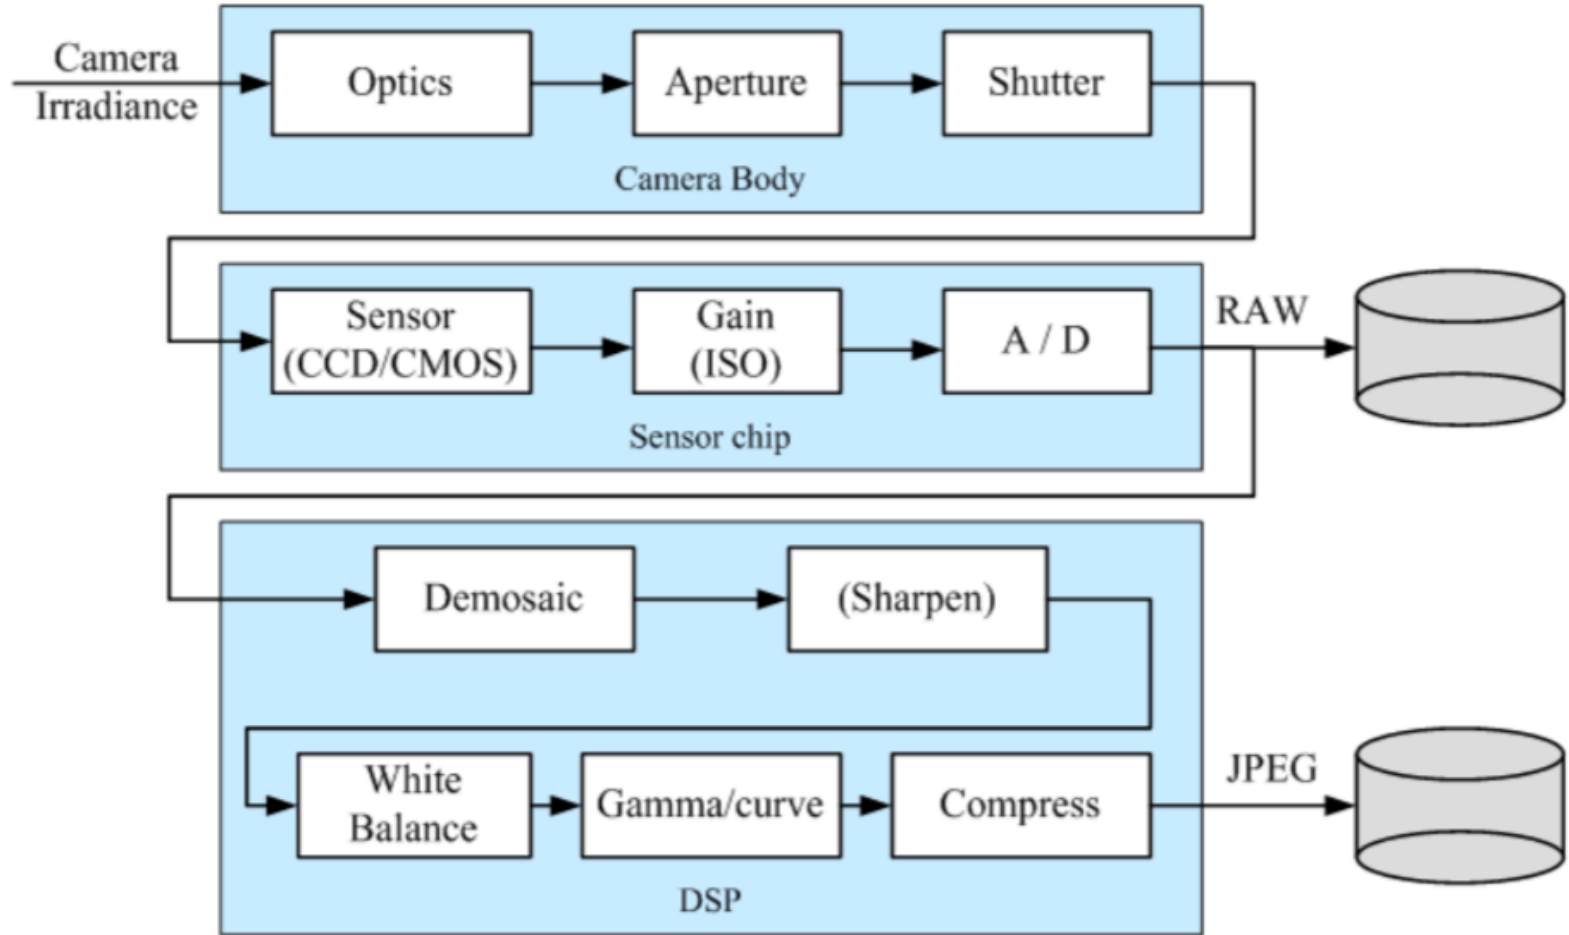 Camera
Irradiance
Optics
Aperture
Shutter
Camera Body
Sensor
(CCD/CMOS)
Gain
(ISO)
A / D
RAW
Sensor chip
Demosaic
(Sharpen)
White
Balance
Gamma/curve
Compress
JPEG
DSP